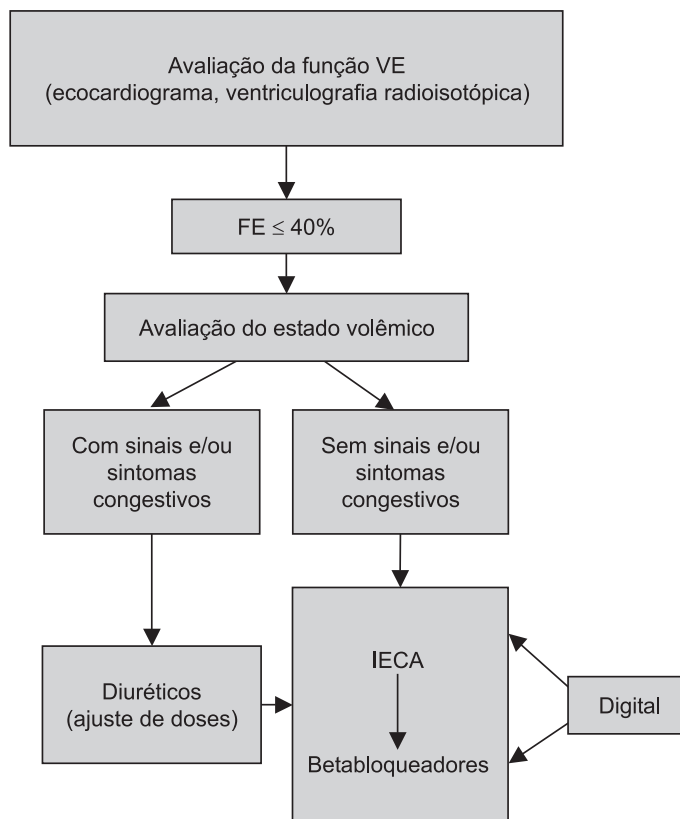 Avaliação da função VE
(ecocardiograma, ventriculografia radioisotópica)
FE ≤ 40%
Avaliação do estado volêmico
Com sinais e/ou
sintomas
congestivos
Sem sinais e/ou
sintomas
congestivos
Diuréticos
(ajuste de doses)
IECA
Betabloqueadores
Digital